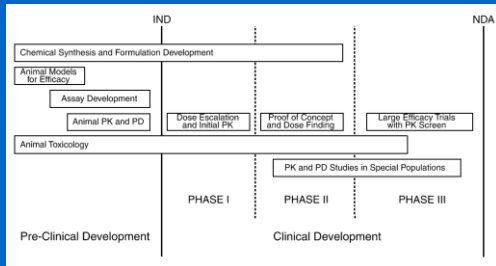 IND
NDA
Chemical Synthesis and Formulation Development
Animal Models
for Efficacy
Assay Development
Animal PK and PD
Dose Escalation
and Initial PK
Proof of Concept
and Dose Finding
Large Efficacy Trials
with PK Screen
Animal Toxicology
PK and PD Studies in Special Populations
PHASE I
PHASE II
PHASE III
Pre-Clinical Development
Clinical Development